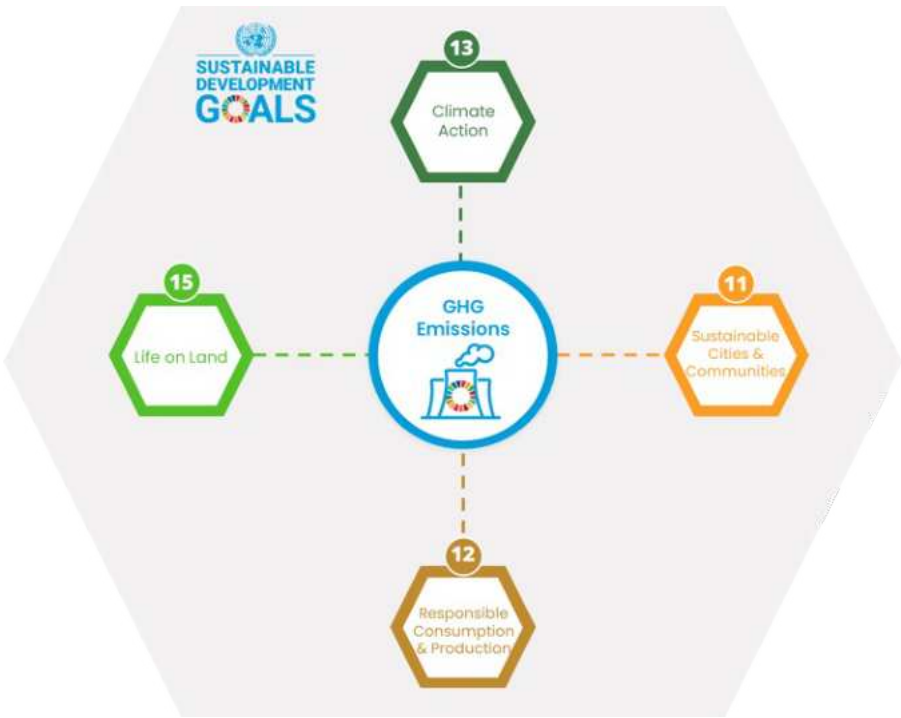 SUSTAINABLE
DEVELOPMENT
GOALS
13
Climate
Action
15
Life on Land
GHG
Emissions
11
Sustainable
Cities &
Communities
12
Responsible
Consumption
& Production